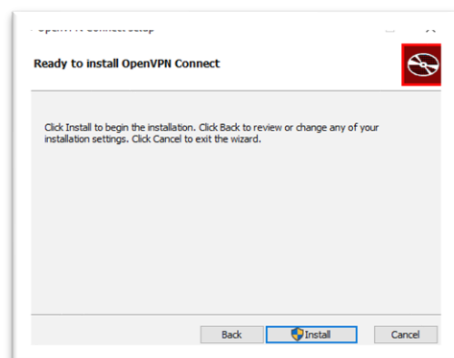 Ready to install OpenVPN Connect
Click Install to begin the installation. Click Back to review or change any of your
installation settings. Click Cancel to exit the wizard.
Back
Install
Cancel